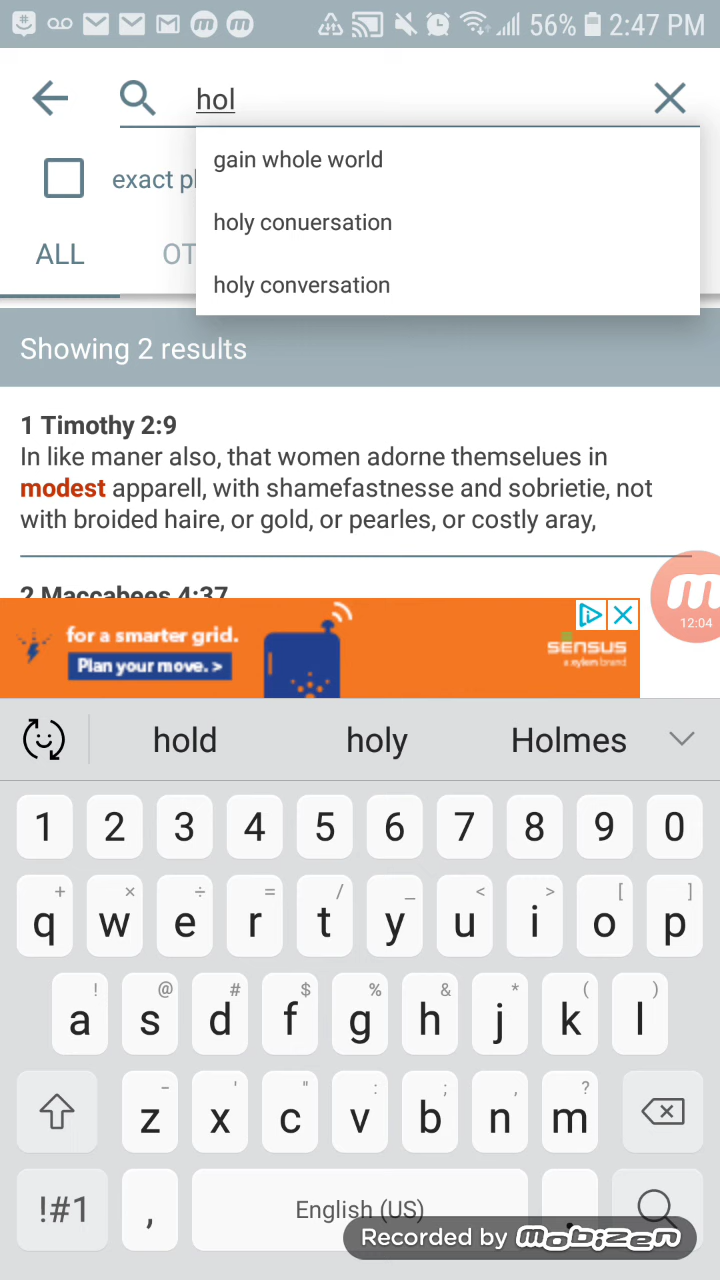 56% 2:47 PM
hol
gain whole world
exact pl
holy conuersation
ALL OT
holy conversation
Showing 2 results
1 Timothy 2:9
In like maner also, that women adorne themselues in
modest apparell, with shamefastnesse and sobrietie, not
with broided haire, or gold, or pearles, or costly aray,
2 Maccabees 4:37
12:04
for a smarter grid.
Plan your move. >
sensus
a xylem brand
hold holy Holmes
1 2 3 4 5 6 7 8 9 0
+ × ÷ = / _ < > [ ]
q w e r t y u i o p
! @ # $ % & * ( )
a s d f g h j k l
- ' " : ; , ?
z x c v b n m
!#1 , English (US) .
Recorded by mobizen